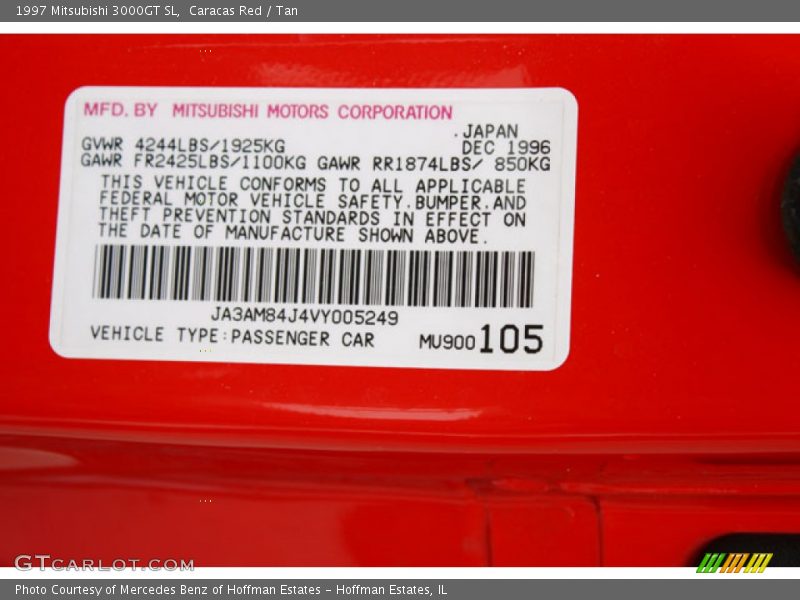 1997 Mitsubishi 3000GT SL, Caracas Red / Tan
MFD. BY MITSUBISHI MOTORS CORPORATION
.JAPAN
GVWR 4244LBS/1925KG DEC 1996
GAWR FR2425LBS/1100KG GAWR RR1874LBS/ 850KG
THIS VEHICLE CONFORMS TO ALL APPLICABLE
FEDERAL MOTOR VEHICLE SAFETY.BUMPER.AND
THEFT PREVENTION STANDARDS IN EFFECT ON
THE DATE OF MANUFACTURE SHOWN ABOVE.
JA3AM84J4VY005249
VEHICLE TYPE:PASSENGER CAR MU900105
GTCARLOT.COM
Photo Courtesy of Mercedes Benz of Hoffman Estates - Hoffman Estates, IL